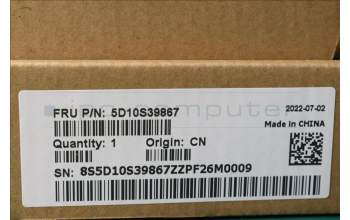 FRU P/N: 5D10S39867
2022-07-02
Made in CHINA
Quantity: 1 Origin: CN
SN: 8S5D10S39867ZZPF26M0009